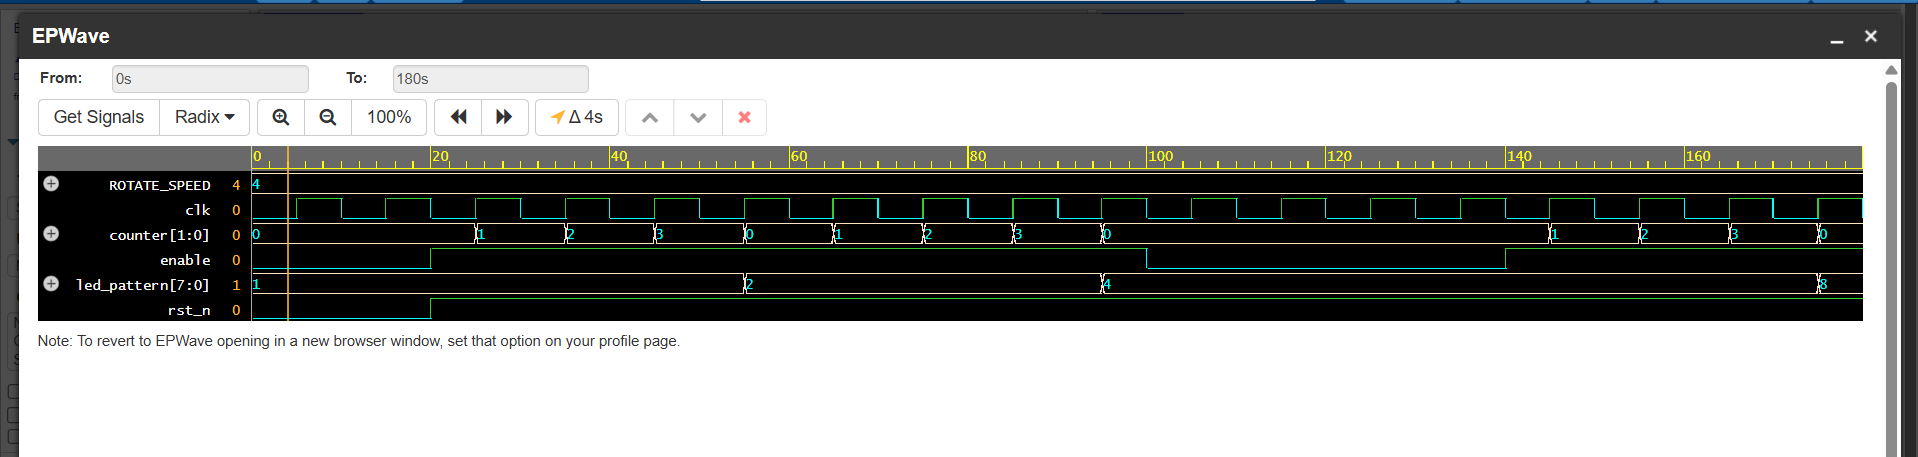 EPWave
From: 0s To: 180s
Get Signals Radix 100% Δ 4s
0 20 40 60 80 100 120 140 160
ROTATE_SPEED 4 4
clk 0
counter[1:0] 0 0 1 2 3 0 1 2 3 0 1 2 3 0
enable 0
led_pattern[7:0] 1 1 2 4 8
rst_n 0
Note: To revert to EPWave opening in a new browser window, set that option on your profile page.